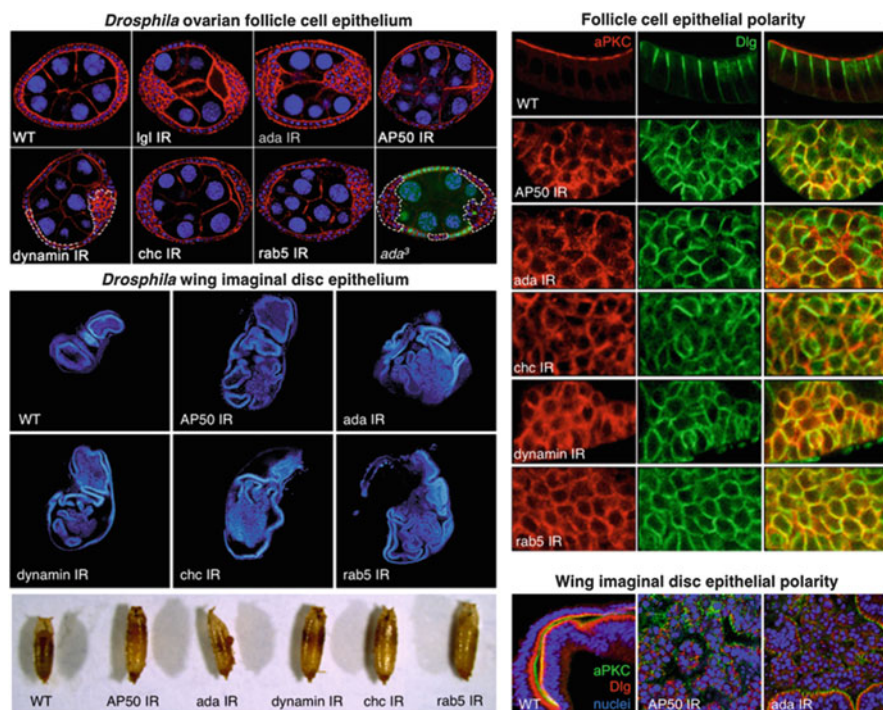 Drosphila ovarian follicle cell epithelium
WT
lgl IR
ada IR
AP50 IR
dynamin IR
chc IR
rab5 IR
ada³
Drosphila wing imaginal disc epithelium
WT
AP50 IR
ada IR
dynamin IR
chc IR
rab5 IR
WT
AP50 IR
ada IR
dynamin IR
chc IR
rab5 IR
Follicle cell epithelial polarity
aPKC
Dlg
WT
AP50 IR
ada IR
chc IR
dynamin IR
rab5 IR
Wing imaginal disc epithelial polarity
aPKC
Dlg
nuclei
WT
AP50 IR
ada IR